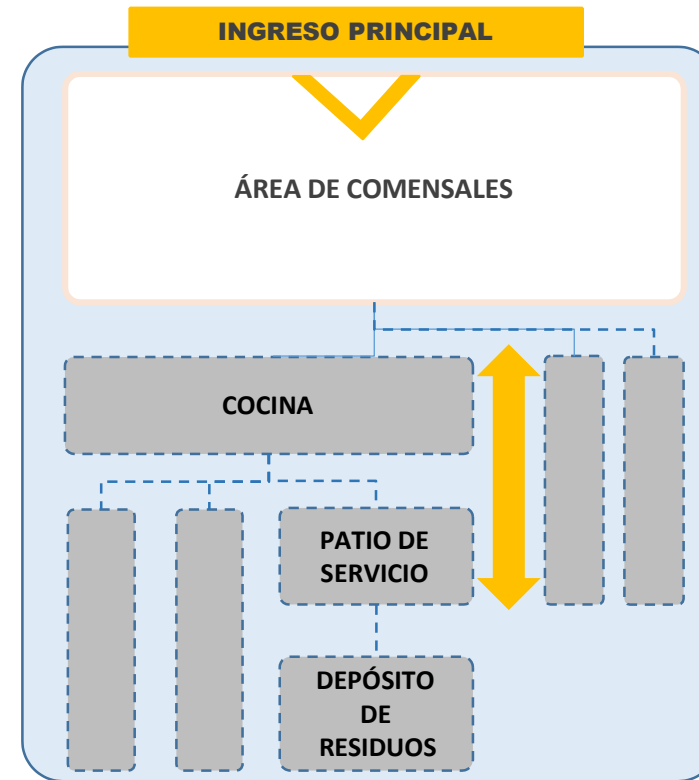 INGRESO PRINCIPAL
ÁREA DE COMENSALES
COCINA
PATIO DE
SERVICIO
DEPÓSITO
DE
RESIDUOS